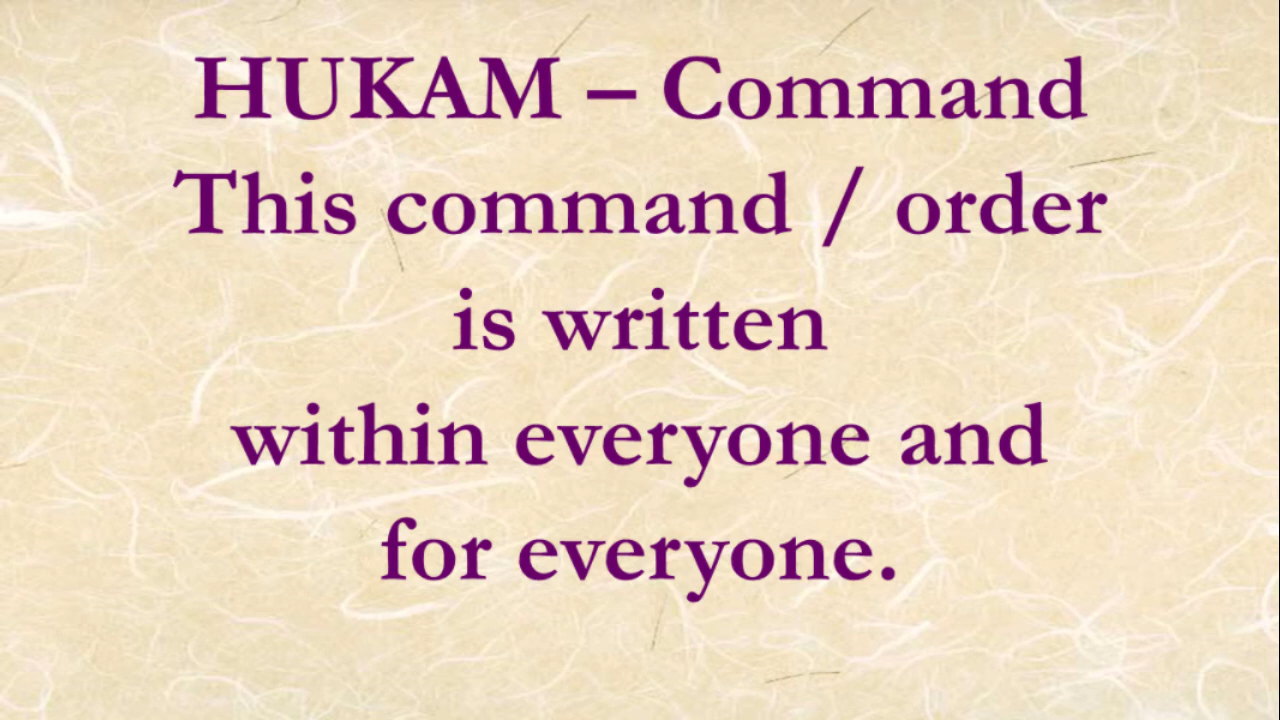 HUKAM – Command
This command / order
is written
within everyone and
for everyone.